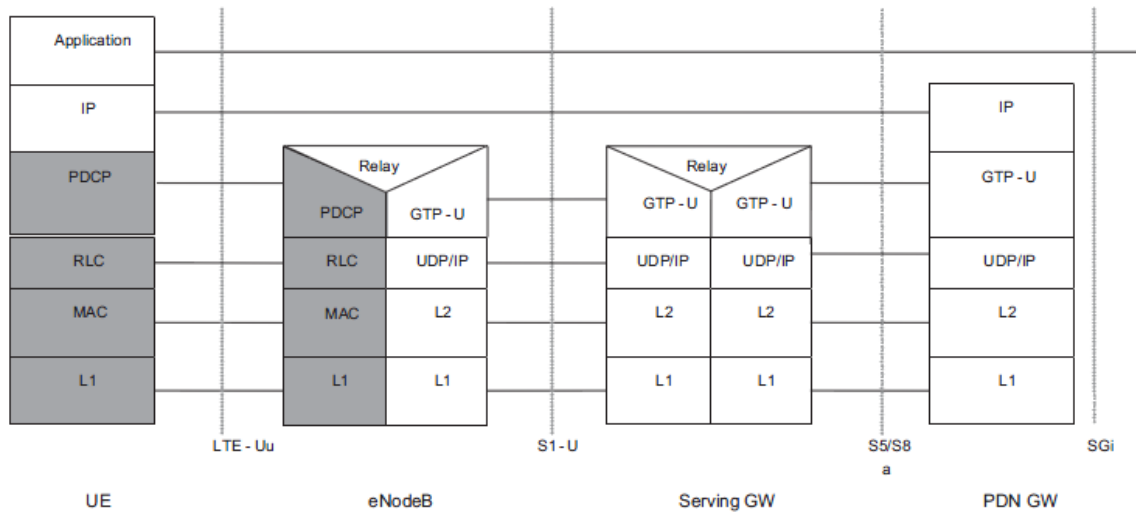 Application
IP
IP
Relay
Relay
PDCP
GTP - U
PDCP
GTP - U
GTP - U
GTP - U
RLC
RLC
UDP/IP
UDP/IP
UDP/IP
UDP/IP
MAC
MAC
L2
L2
L2
L2
L1
L1
L1
L1
L1
L1
LTE - Uu
S1 - U
S5/S8
a
SGi
UE
eNodeB
Serving GW
PDN GW